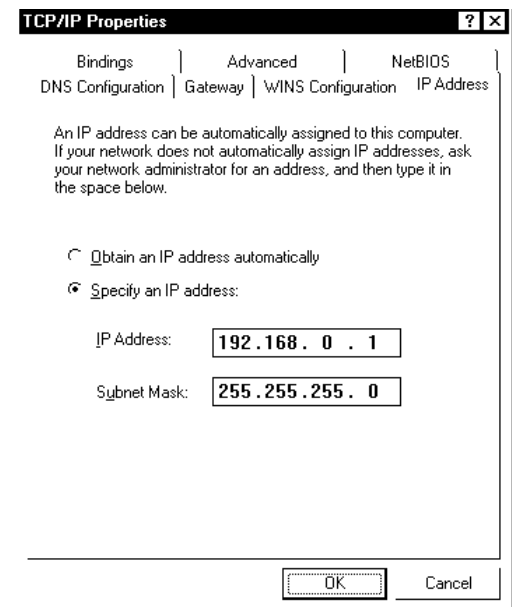 TCP/IP Properties ? ×
Bindings Advanced NetBIOS
DNS Configuration Gateway WINS Configuration IP Address
An IP address can be automatically assigned to this computer.
If your network does not automatically assign IP addresses, ask
your network administrator for an address, and then type it in
the space below.
Obtain an IP address automatically
Specify an IP address:
IP Address: 192.168. 0 . 1
Subnet Mask: 255.255.255. 0
OK Cancel